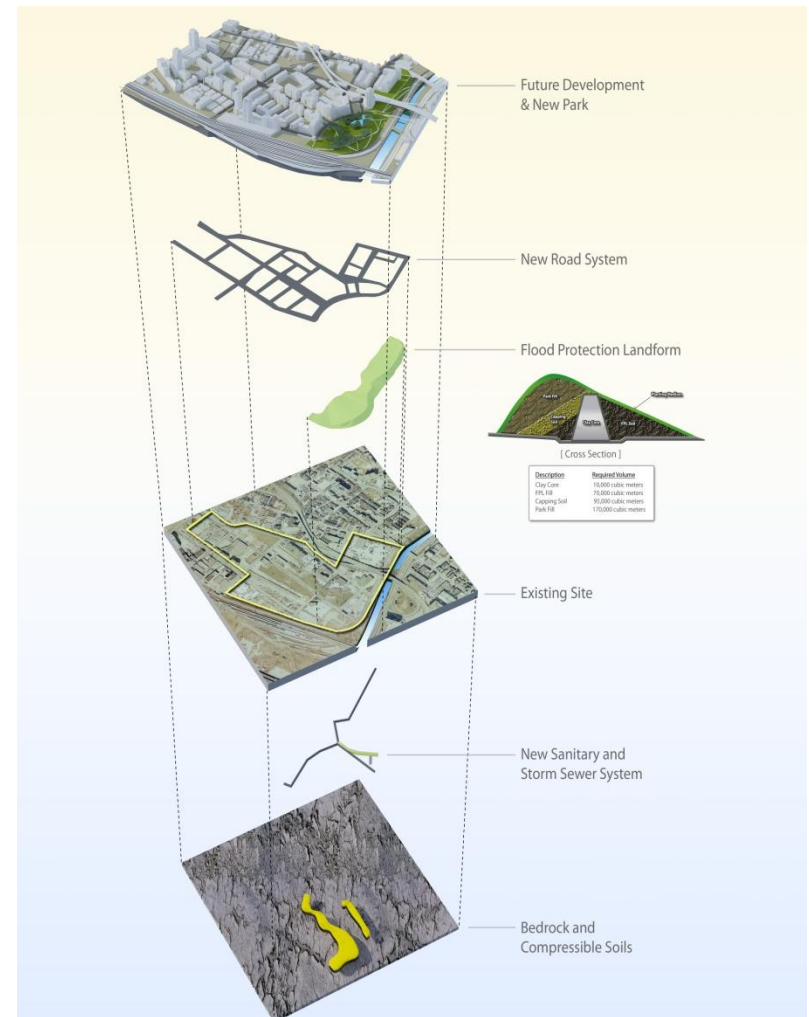 Future Development
& New Park
New Road System
Flood Protection Landform
Park Fill
Capping
Soil
Clay Core
FPL Soil
Planting Medium
[ Cross Section ]
Description Required Volume
Clay Core 10,000 cubic meters
FPL Fill 70,000 cubic meters
Capping Soil 95,000 cubic meters
Park Fill 170,000 cubic meters
Existing Site
New Sanitary and
Storm Sewer System
Bedrock and
Compressible Soils